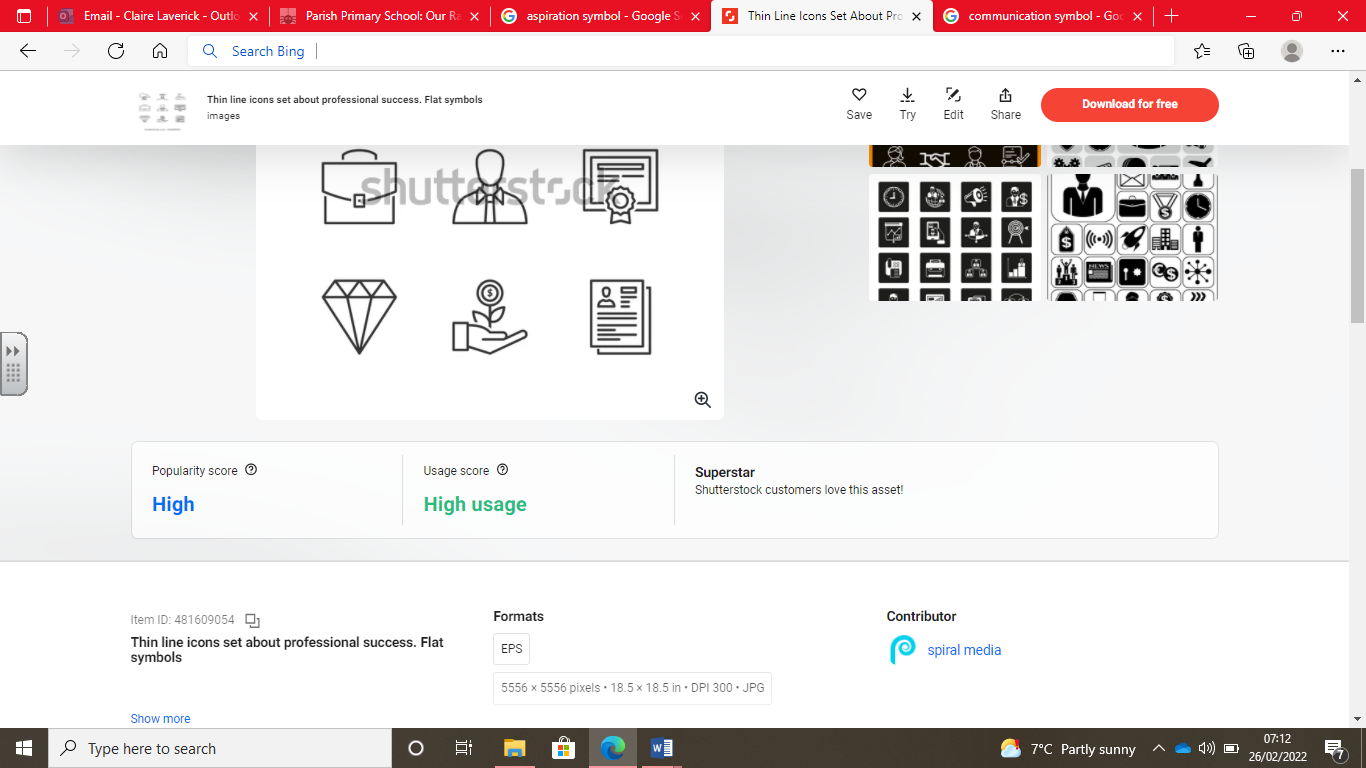 Email - Claire Laverick - Outlo
Parish Primary School: Our Ra
aspiration symbol - Google S
Thin Line Icons Set About Pro
communication symbol - Goo
Search Bing
Thin line icons set about professional success. Flat symbols
images
Save
Try
Edit
Share
Download for free
shutterstock
NEWS
Popularity score
High
Usage score
High usage
Superstar
Shutterstock customers love this asset!
Item ID: 481609054
Thin line icons set about professional success. Flat
symbols
Show more
Formats
EPS
5556 × 5556 pixels • 18.5 × 18.5 in • DPI 300 • JPG
Contributor
spiral media
Type here to search
7°C Partly sunny
07:12
26/02/2022
7